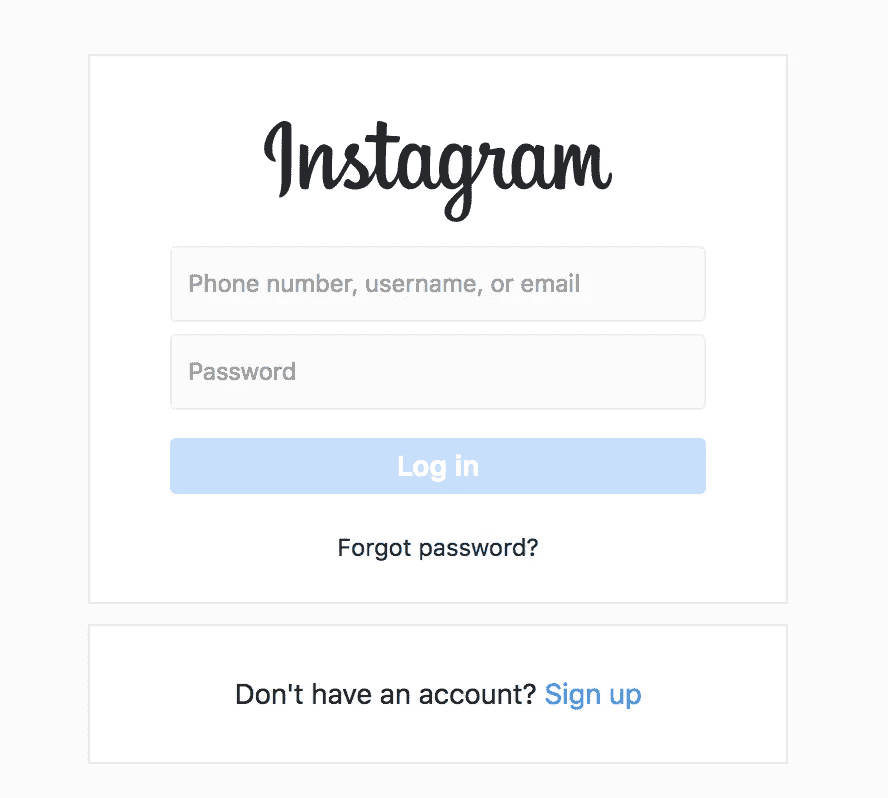 Instagram
Phone number, username, or email
Password
Log in
Forgot password?
Don't have an account? Sign up